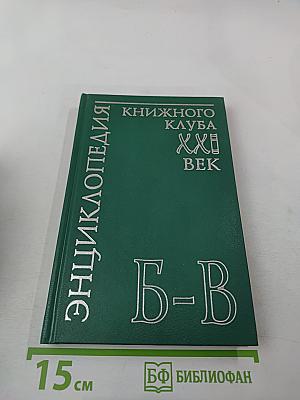 ЭНЦИКЛОПЕДИЯ
КНИЖНОГО
КЛУБА
XXI
ВЕК
Б-В
15 см
БФ БИБЛИОФАН